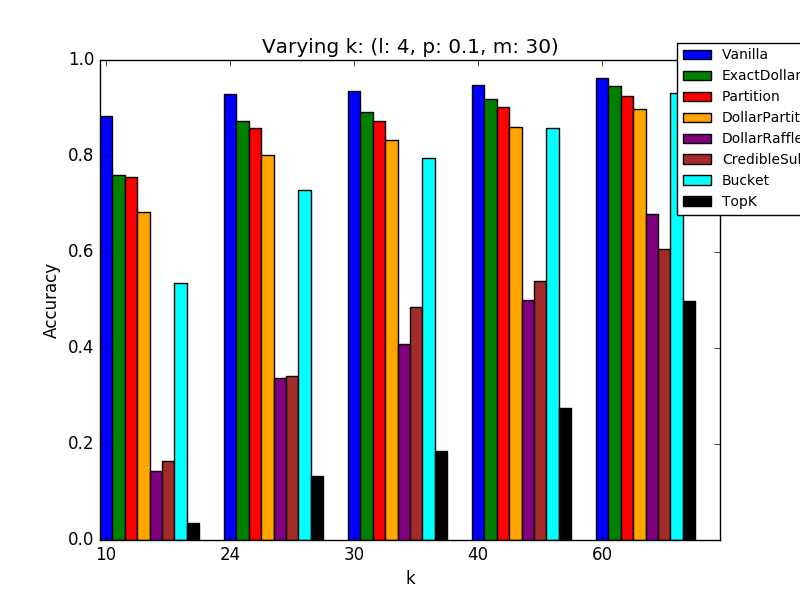 Varying k: (l: 4, p: 0.1, m: 30)
Vanilla
ExactDollar
Partition
DollarPartit
DollarRaffle
CredibleSu
Bucket
TopK
1.0
0.8
0.6
0.4
0.2
0.0
Accuracy
10 24 30 40 60
k